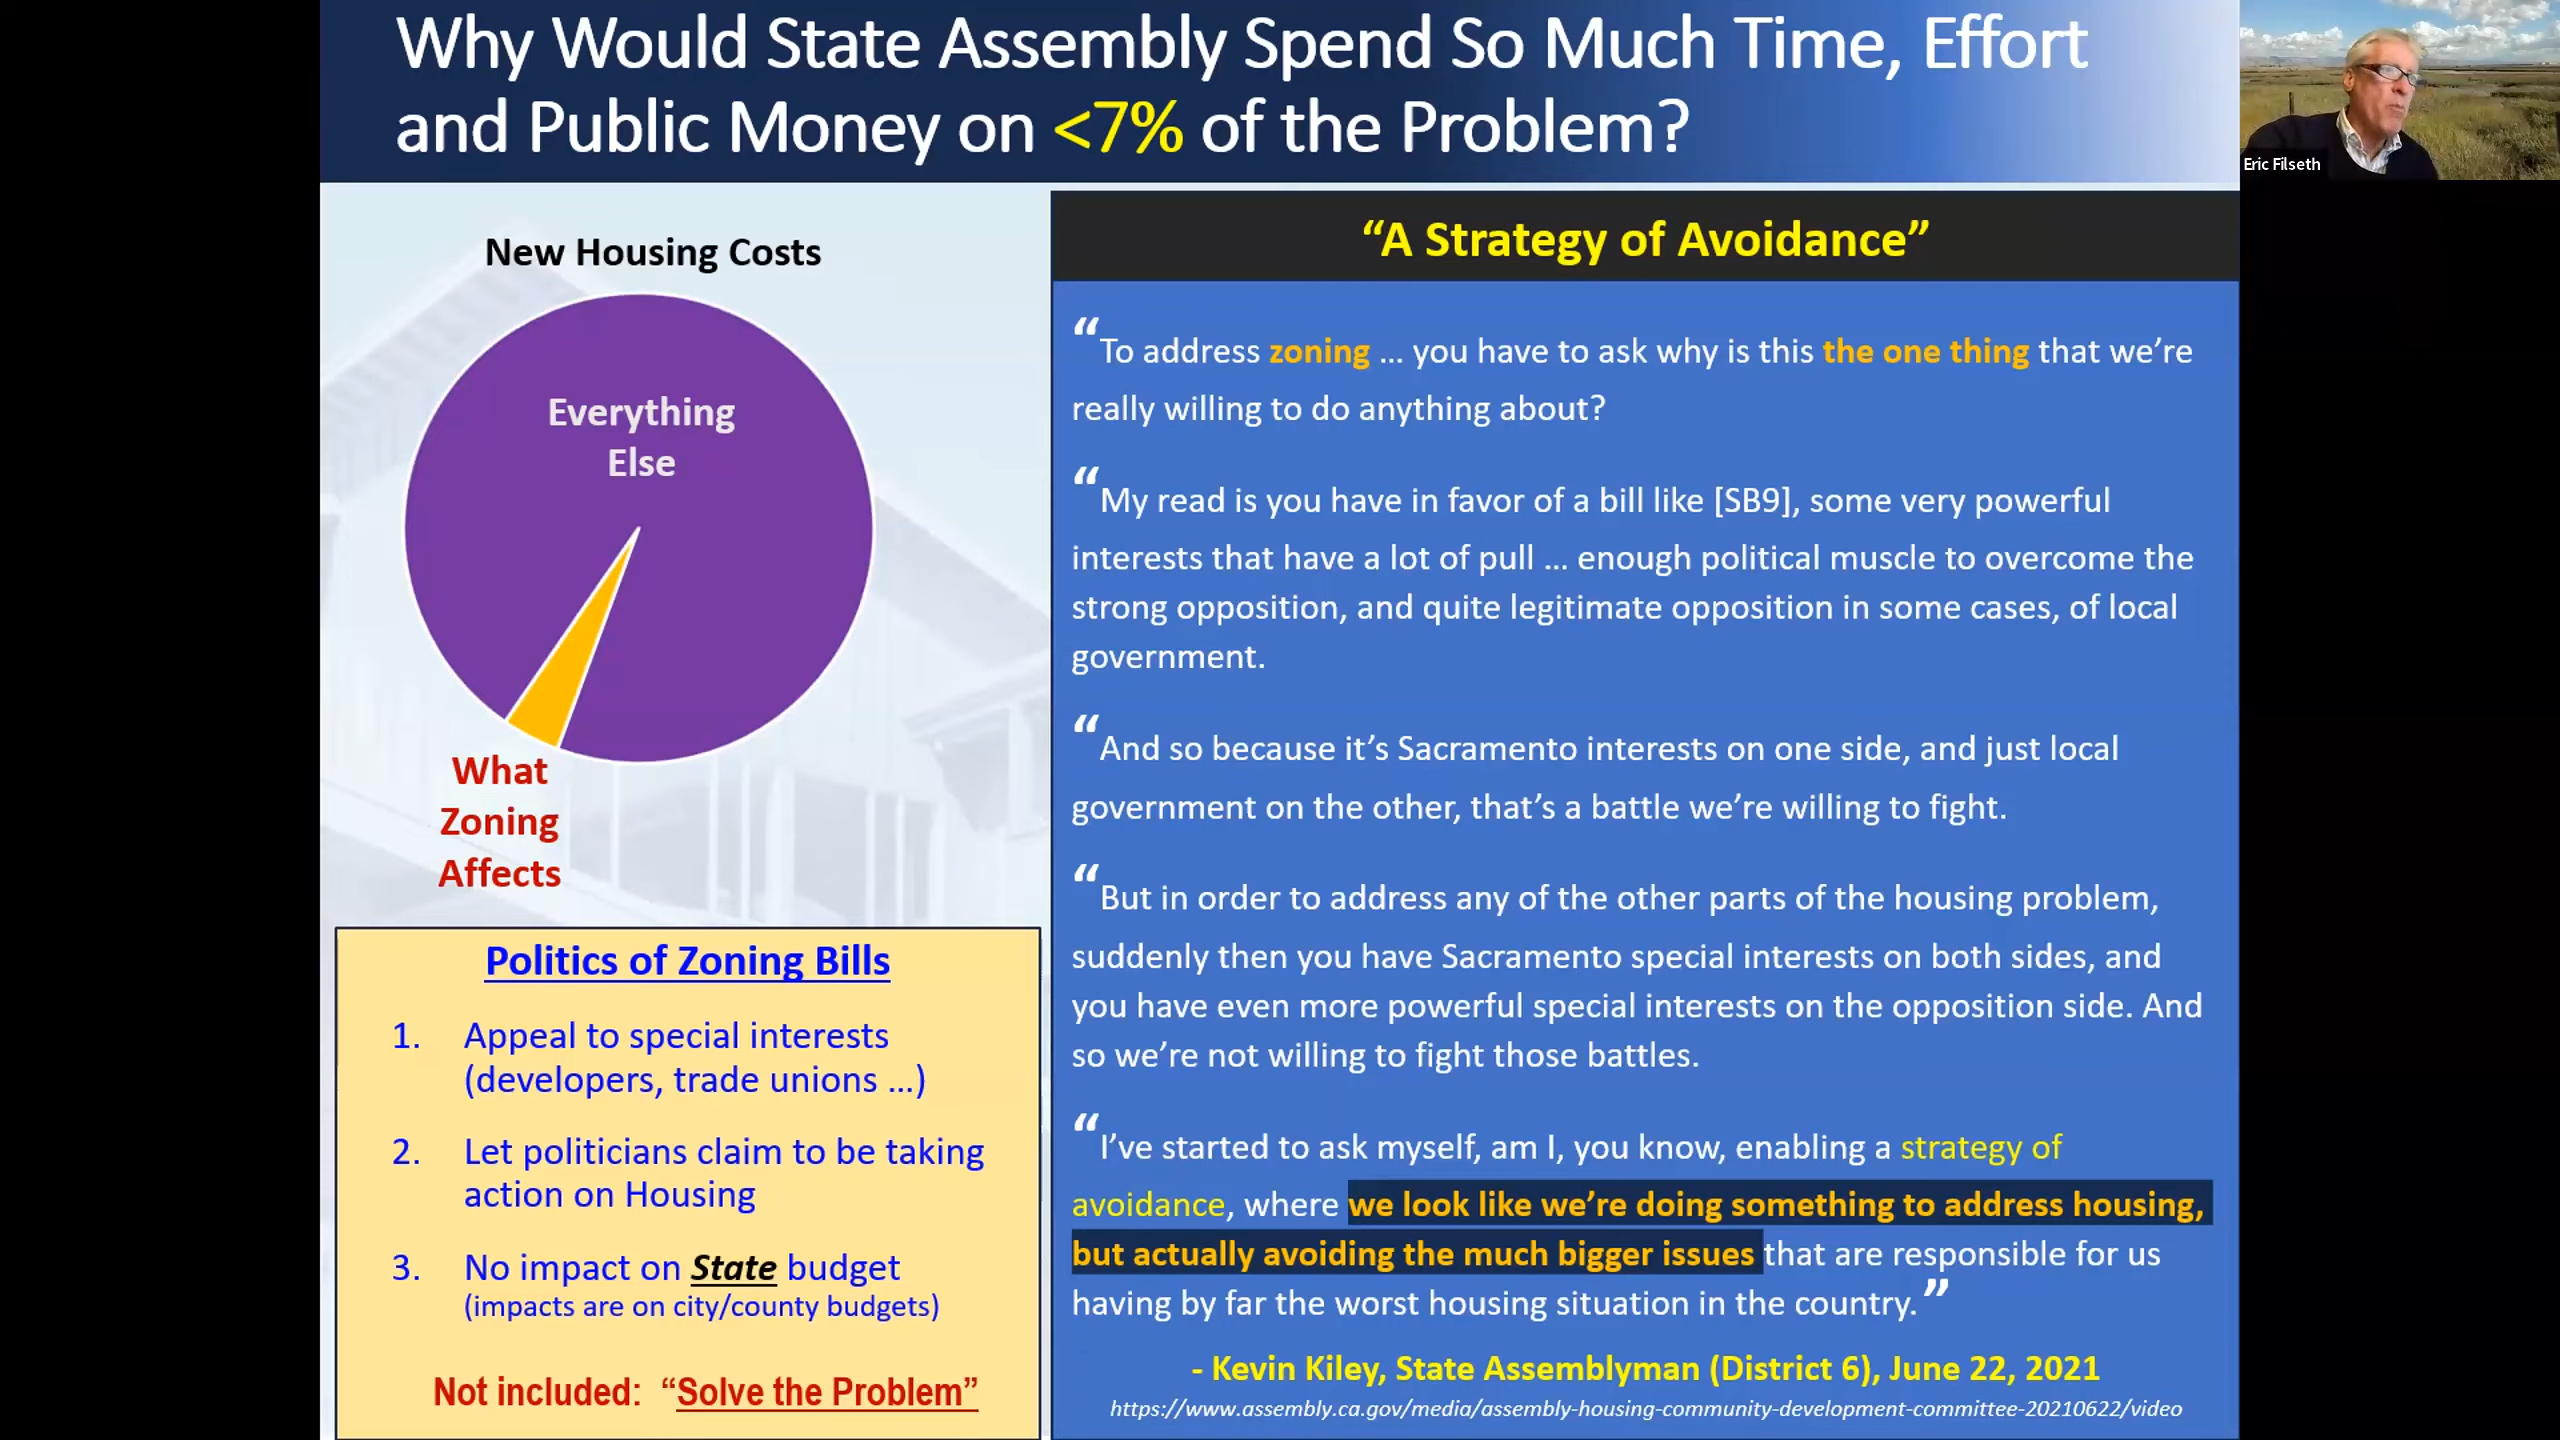 Why Would State Assembly Spend So Much Time, Effort
and Public Money on <7% of the Problem?
Eric Filseth
New Housing Costs
Everything
Else
What
Zoning
Affects
Politics of Zoning Bills
1. Appeal to special interests
(developers, trade unions …)
2. Let politicians claim to be taking
action on Housing
3. No impact on State budget
(impacts are on city/county budgets)
Not included: “Solve the Problem”
“A Strategy of Avoidance”
“To address zoning … you have to ask why is this the one thing that we’re
really willing to do anything about?
“My read is you have in favor of a bill like [SB9], some very powerful
interests that have a lot of pull … enough political muscle to overcome the
strong opposition, and quite legitimate opposition in some cases, of local
government.
“And so because it’s Sacramento interests on one side, and just local
government on the other, that’s a battle we’re willing to fight.
“But in order to address any of the other parts of the housing problem,
suddenly then you have Sacramento special interests on both sides, and
you have even more powerful special interests on the opposition side. And
so we’re not willing to fight those battles.
“I’ve started to ask myself, am I, you know, enabling a strategy of
avoidance, where we look like we’re doing something to address housing,
but actually avoiding the much bigger issues that are responsible for us
having by far the worst housing situation in the country.”
- Kevin Kiley, State Assemblyman (District 6), June 22, 2021
https://www.assembly.ca.gov/media/assembly-housing-community-development-committee-20210622/video